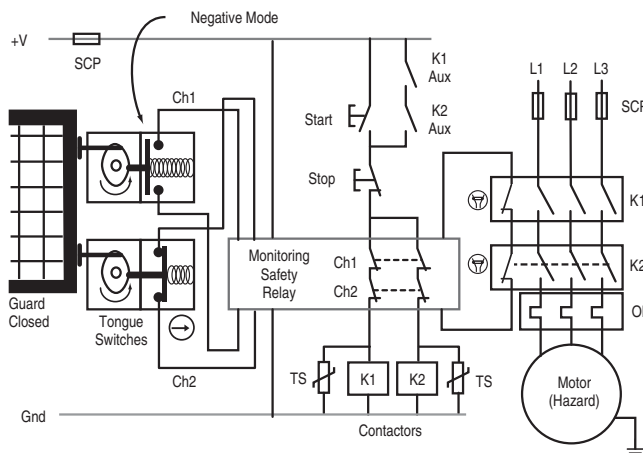 Negative Mode
+V
SCP
Ch1
K1
Aux
K2
Aux
Start
Stop
L1 L2 L3
SCP
K1
K2
Monitoring
Safety
Relay
Ch1
Ch2
Guard
Closed
Tongue
Switches
Ch2
TS
K1
K2
TS
Motor
(Hazard)
Gnd
Contactors